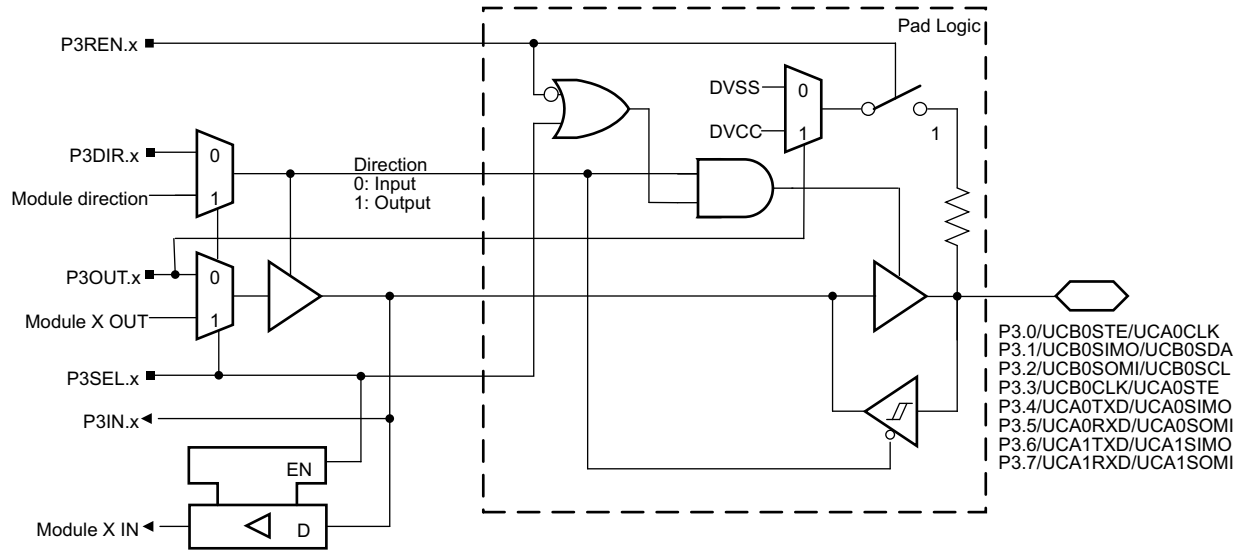 Pad Logic
P3REN.x
DVSS
0
DVCC
1
1
P3DIR.x
0
Module direction
1
Direction
0: Input
1: Output
P3OUT.x
0
Module X OUT
1
P3SEL.x
P3IN.x
EN
Module X IN
D
P3.0/UCB0STE/UCA0CLK
P3.1/UCB0SIMO/UCB0SDA
P3.2/UCB0SOMI/UCB0SCL
P3.3/UCB0CLK/UCA0STE
P3.4/UCA0TXD/UCA0SIMO
P3.5/UCA0RXD/UCA0SOMI
P3.6/UCA1TXD/UCA1SIMO
P3.7/UCA1RXD/UCA1SOMI